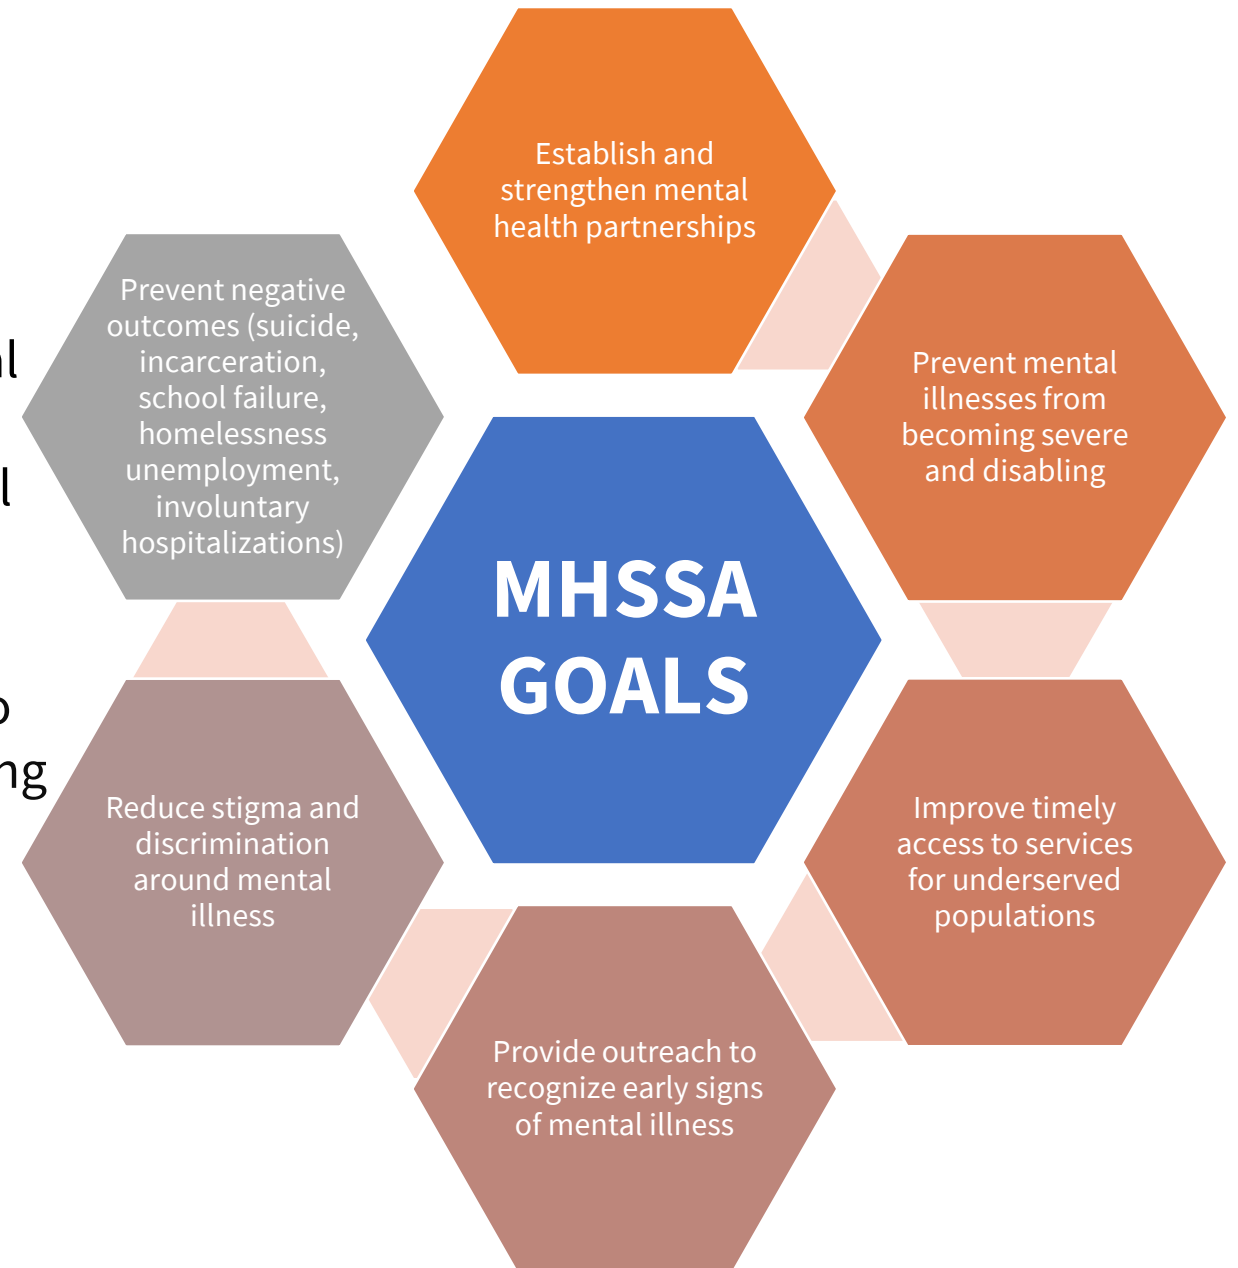 Establish and
strengthen mental
health partnerships
Prevent mental
illnesses from
becoming severe
and disabling
Improve timely
access to services
for underserved
populations
Provide outreach to
recognize early signs
of mental illness
Reduce stigma and
discrimination
around mental
illness
Prevent negative
outcomes (suicide,
incarceration,
school failure,
homelessness
unemployment,
involuntary
hospitalizations)
MHSSA
GOALS